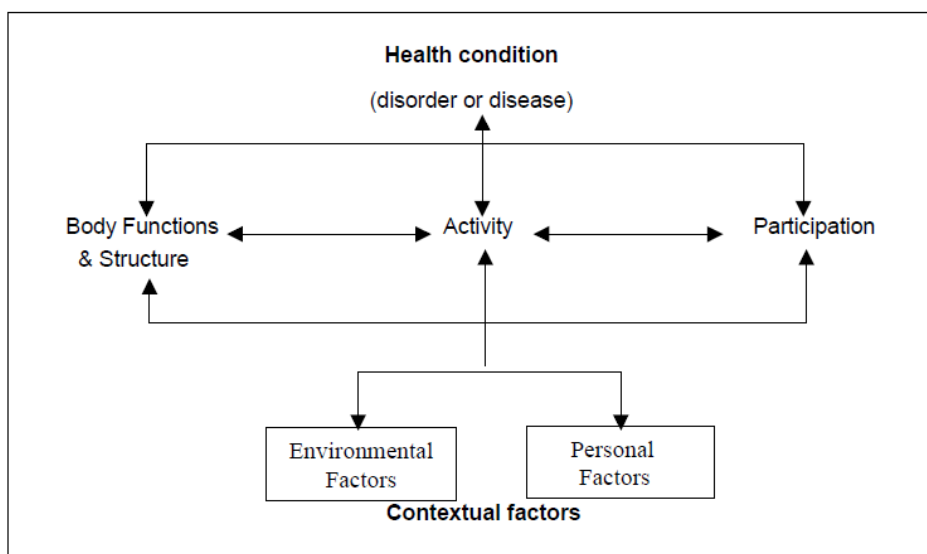 Health condition
(disorder or disease)
Body Functions
& Structure
Activity
Participation
Environmental
Factors
Personal
Factors
Contextual factors